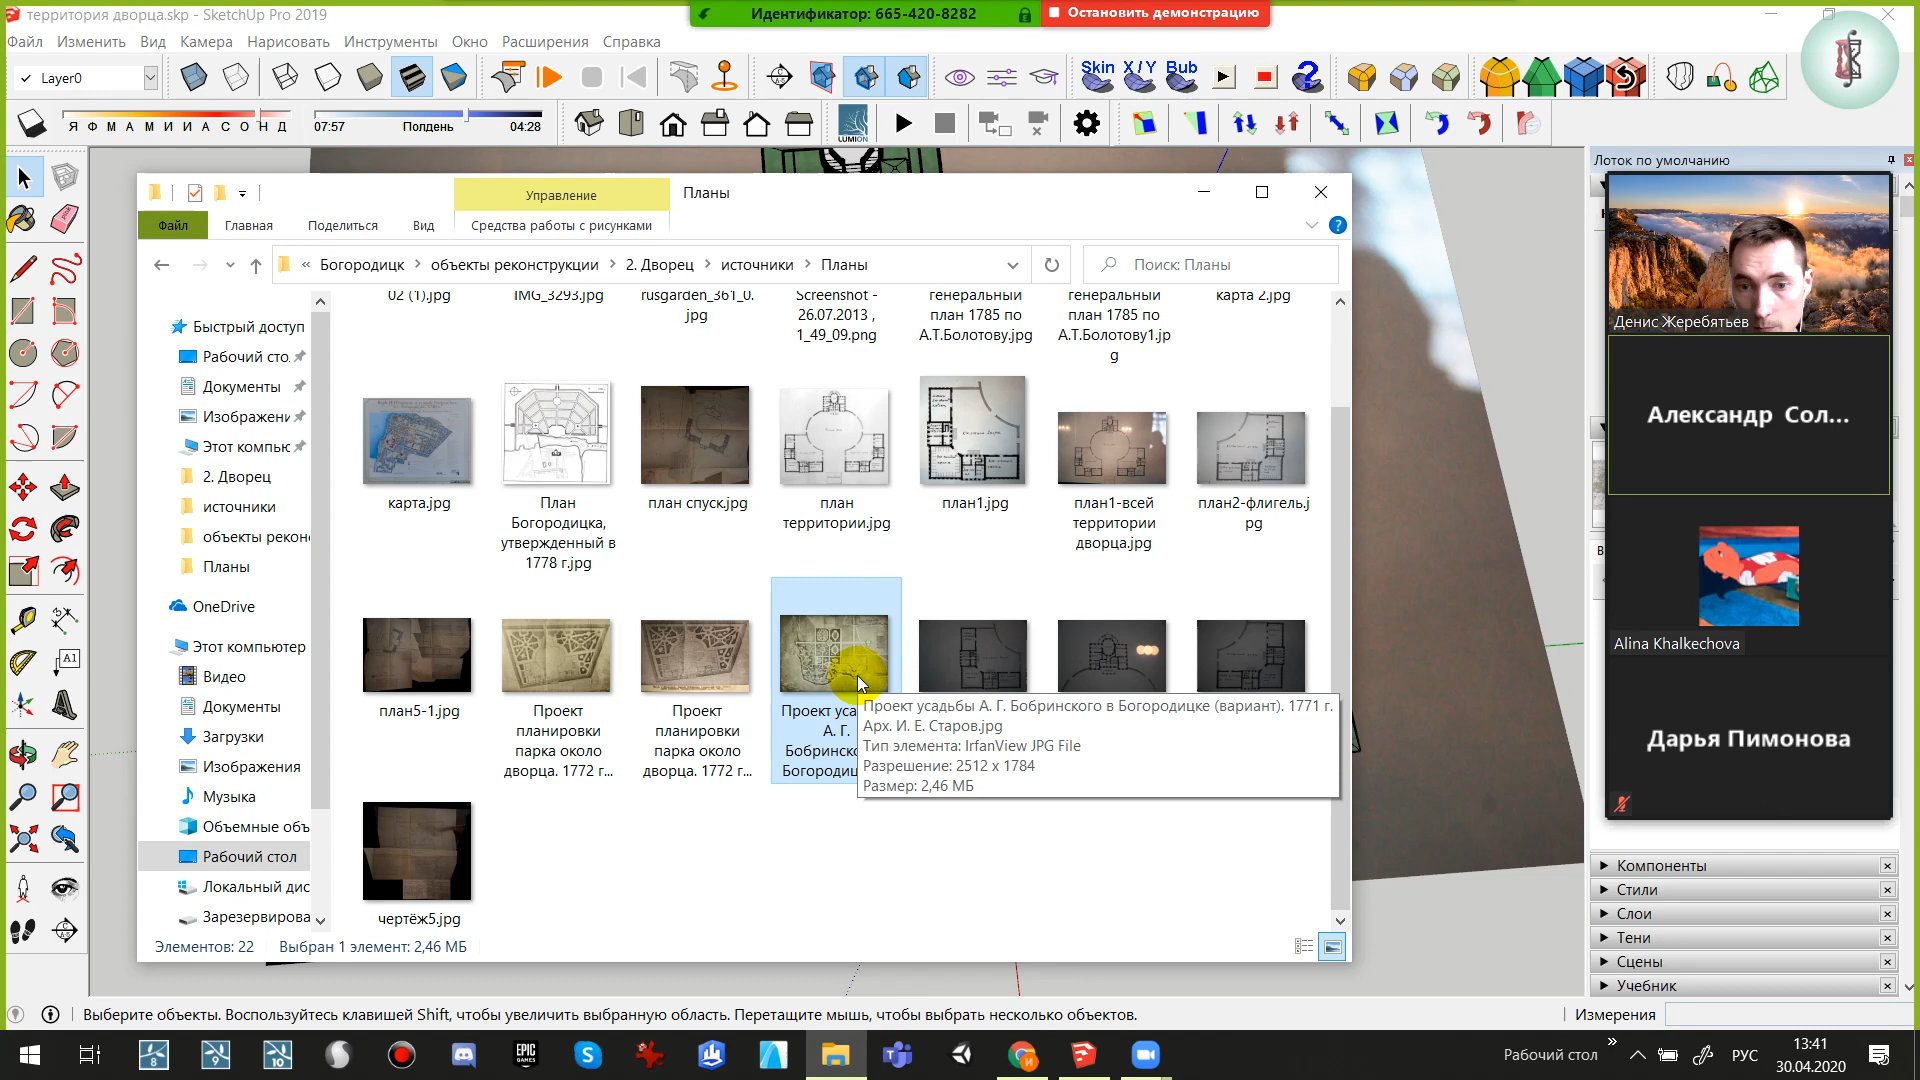 территория дворца.skp - SketchUp Pro 2019
Идентификатор: 665-420-8282
Остановить демонстрацию
Файл Изменить Вид Камера Нарисовать Инструменты Окно Расширения Справка
Layer0
Skin X/Y Bub
Я Ф М А М И И А С О Н Д
07:57 Полдень 04:28
LUMION
Лоток по умолчанию
Управление
Планы
Файл Главная Поделиться Вид Средства работы с рисунками
« Богородицк › объекты реконструкции › 2. Дворец › источники › Планы
Поиск: Планы
Быстрый доступ
Рабочий сто.
Документы
Изображени
Этот компьк
2. Дворец
источники
объекты рекон
Планы
OneDrive
Этот компьютер
Видео
Документы
Загрузки
Изображения
Музыка
Объемные объ
Рабочий стол
Локальный дис
Зарезервирова
02 (1).jpg
IMG_3293.jpg
rusgarden_361_0.
jpg
Screenshot -
26.07.2013 ,
1_49_09.png
генеральный
план 1785 по
А.Т.Болотову.jpg
генеральный
план 1785 по
А.Т.Болотову1.jp
g
карта 2.jpg
карта.jpg
План
Богородицка,
утвержденный в
1778 г.jpg
план спуск.jpg
план
территории.jpg
план1.jpg
план1-всей
территории
дворца.jpg
план2-флигель.j
pg
план5-1.jpg
Проект
планировки
парка около
дворца. 1772 г...
Проект
планировки
парка около
дворца. 1772 г...
Проект уса
А. Г.
Бобринско
Богородиц
Проект усадьбы А. Г. Бобринского в Богородицке (вариант). 1771 г.
Арх. И. Е. Старов.jpg
Тип элемента: IrfanView JPG File
Разрешение: 2512 x 1784
Размер: 2,46 МБ
чертёж5.jpg
Элементов: 22 Выбран 1 элемент: 2,46 МБ
Денис Жеребятьев
Александр Сол...
Alina Khalkechova
Дарья Пимонова
Компоненты
Стили
Слои
Тени
Сцены
Учебник
Выберите объекты. Воспользуйтесь клавишей Shift, чтобы увеличить выбранную область. Перетащите мышь, чтобы выбрать несколько объектов.
Измерения
8 9 10
EPIC
GAMES
Рабочий стол
РУС
13:41
30.04.2020